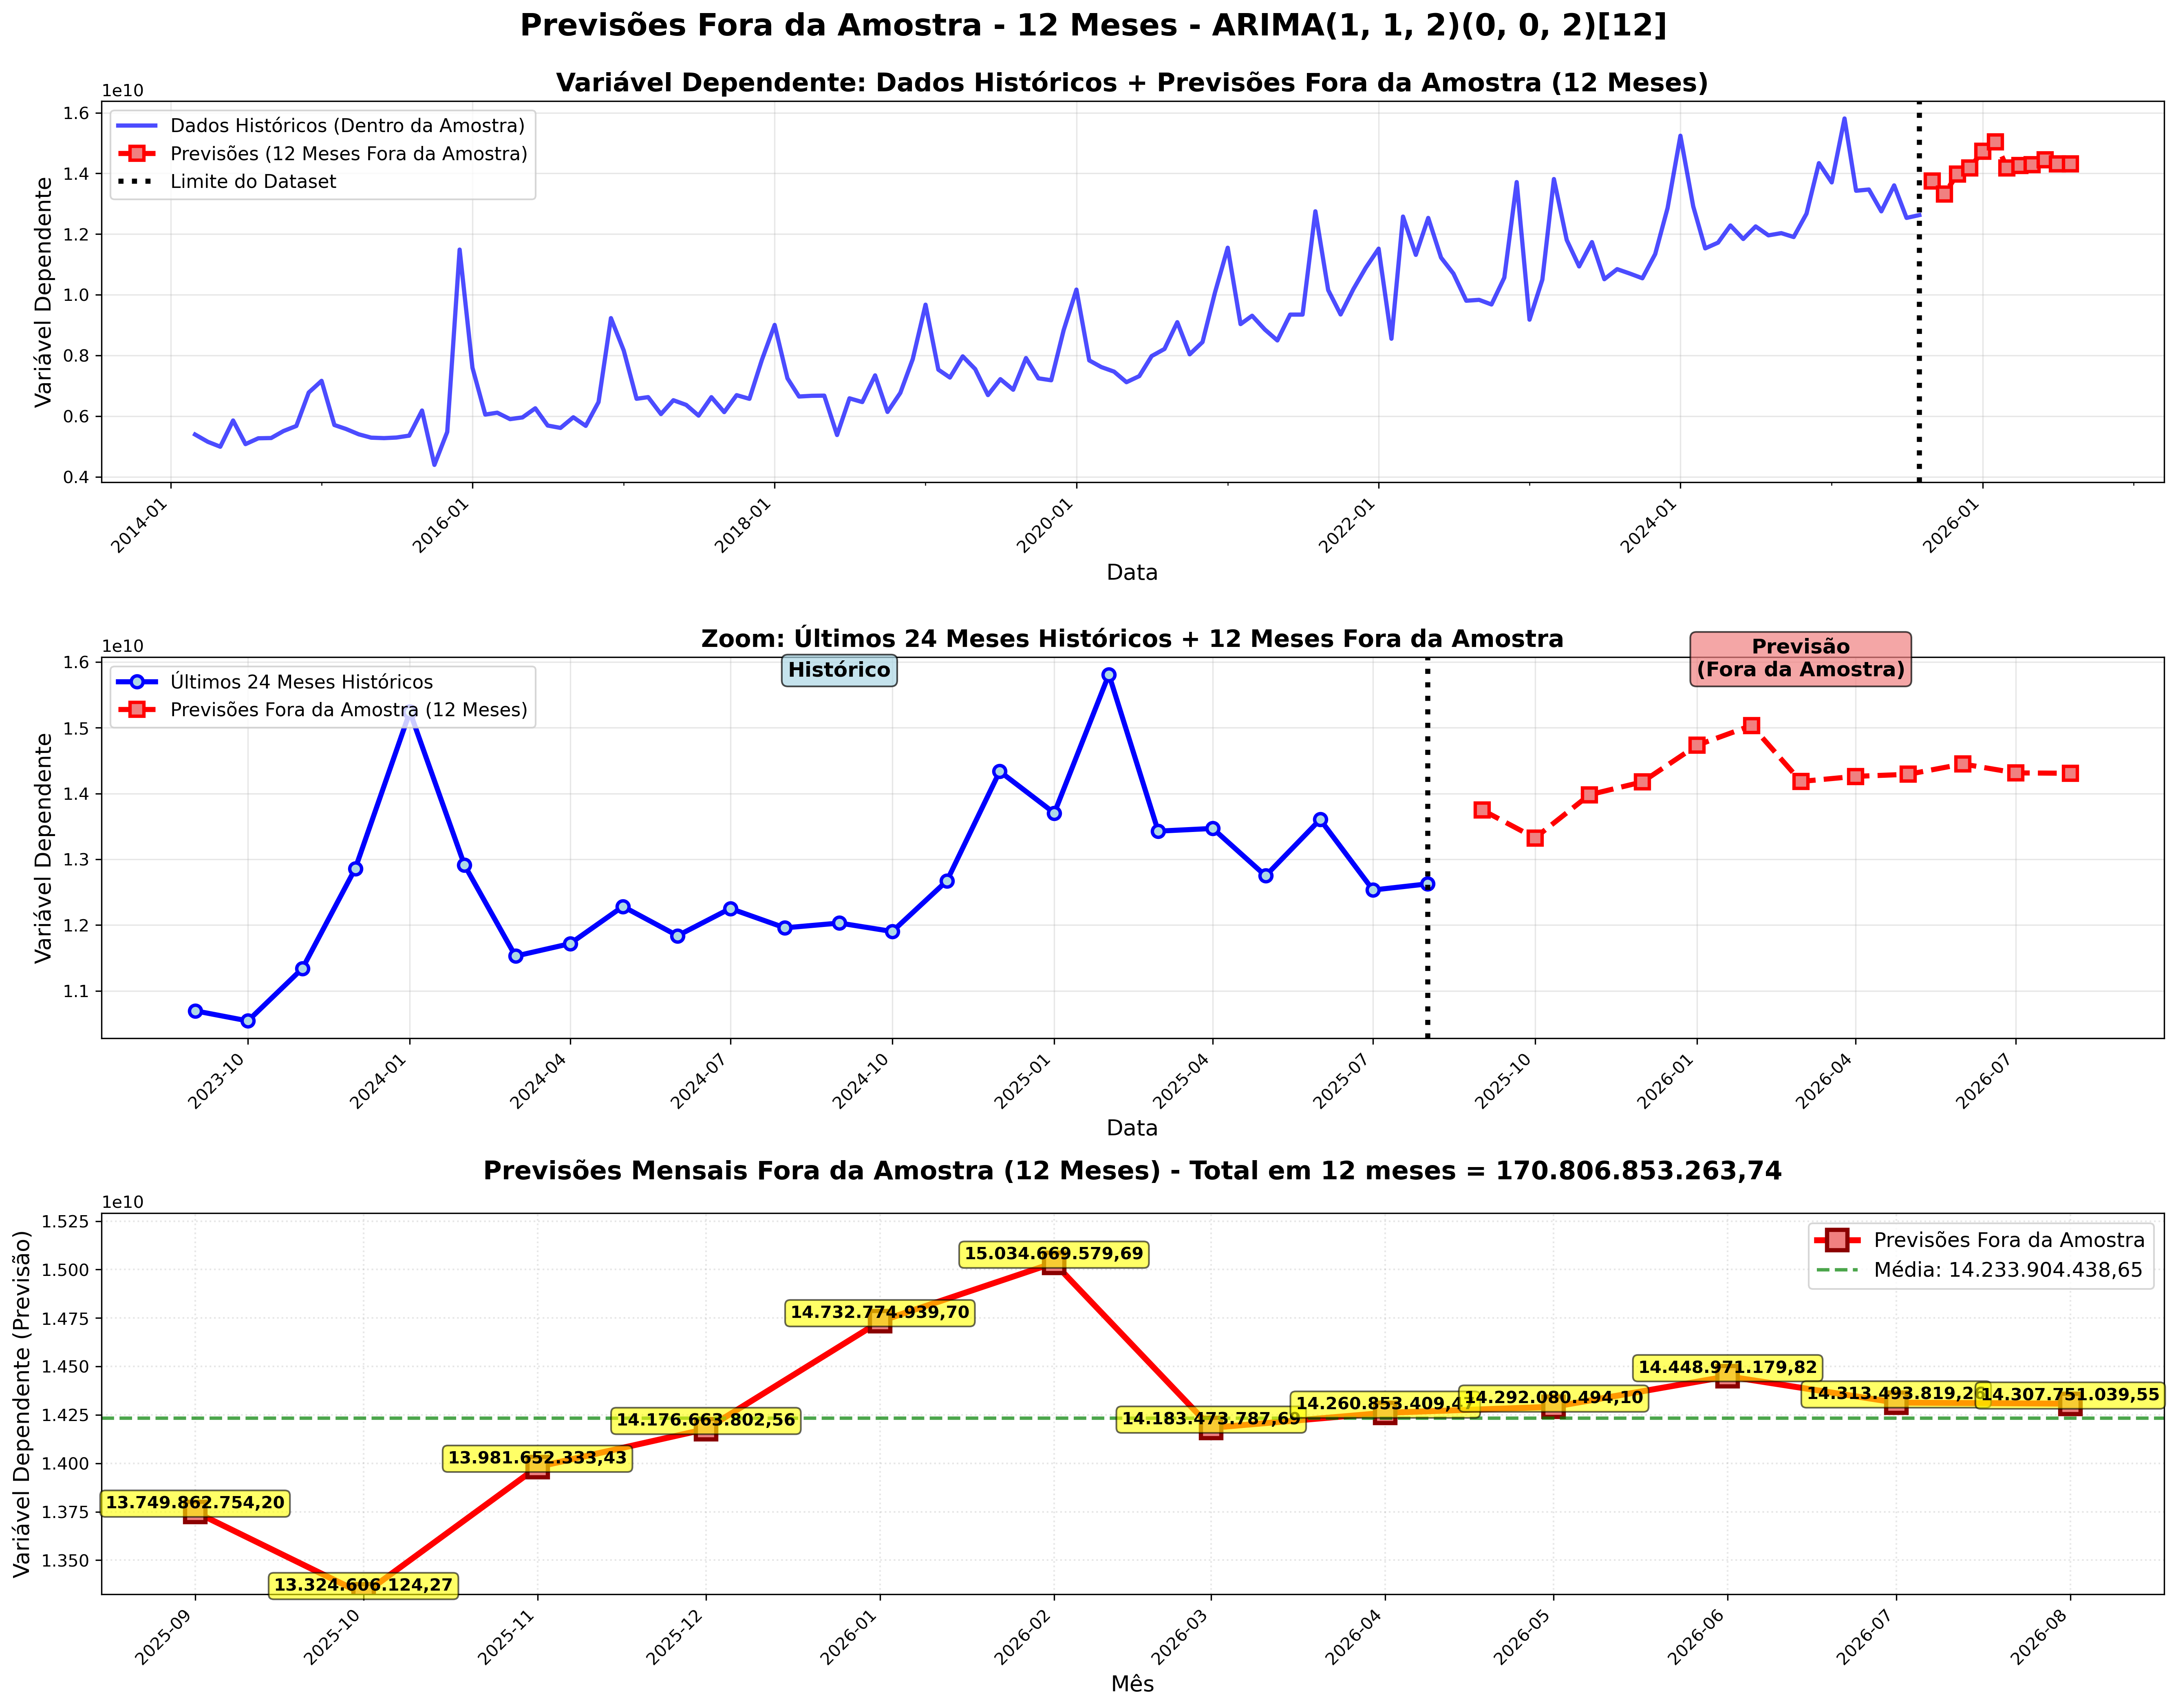 Previsões Fora da Amostra - 12 Meses - ARIMA(1, 1, 2)(0, 0, 2)[12]
Variável Dependente: Dados Históricos + Previsões Fora da Amostra (12 Meses)
1e10
1.6
1.4
1.2
1.0
0.8
0.6
0.4
Variável Dependente
Dados Históricos (Dentro da Amostra)
Previsões (12 Meses Fora da Amostra)
Limite do Dataset
2014-01
2016-01
2018-01
2020-01
2022-01
2024-01
2026-01
Data
Zoom: Últimos 24 Meses Históricos + 12 Meses Fora da Amostra
1e10
1.6
1.5
1.4
1.3
1.2
1.1
Variável Dependente
Últimos 24 Meses Históricos
Previsões Fora da Amostra (12 Meses)
Histórico
Previsão
(Fora da Amostra)
2023-10
2024-01
2024-04
2024-07
2024-10
2025-01
2025-04
2025-07
2025-10
2026-01
2026-04
2026-07
Data
Previsões Mensais Fora da Amostra (12 Meses) - Total em 12 meses = 170.806.853.263,74
1e10
1.525
1.500
1.475
1.450
1.425
1.400
1.375
1.350
Variável Dependente (Previsão)
Previsões Fora da Amostra
Média: 14.233.904.438,65
13.749.862.754,20
13.324.606.124,27
13.981.652.333,43
14.176.663.802,56
14.732.774.939,70
15.034.669.579,69
14.183.473.787,69
14.260.853.409,47
14.292.080.494,10
14.448.971.179,82
14.313.493.819,26
14.307.751.039,55
2025-09
2025-10
2025-11
2025-12
2026-01
2026-02
2026-03
2026-04
2026-05
2026-06
2026-07
2026-08
Mês